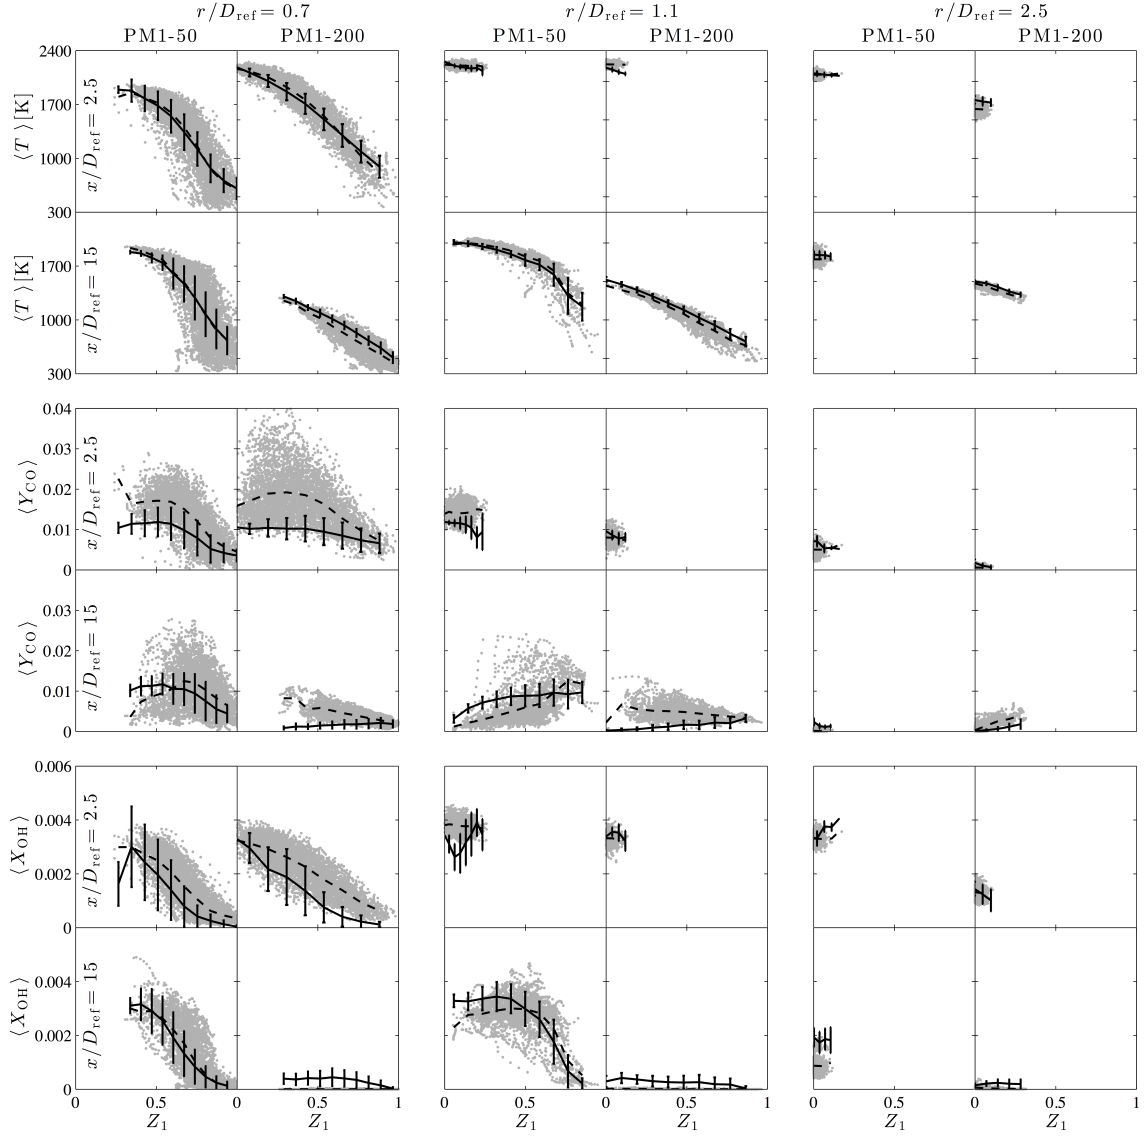 r/D_ref = 0.7 r/D_ref = 1.1 r/D_ref = 2.5
PM1-50 PM1-200 PM1-50 PM1-200 PM1-50 PM1-200
2400
⟨T⟩[K]
x/D_ref = 2.5
1700
1000
300
⟨T⟩[K]
x/D_ref = 15
1700
1000
300
0.04
⟨Y_CO⟩
x/D_ref = 2.5
0.03
0.02
0.01
0
⟨Y_CO⟩
x/D_ref = 15
0.03
0.02
0.01
0
0.006
⟨X_OH⟩
x/D_ref = 2.5
0.004
0.002
0
⟨X_OH⟩
x/D_ref = 15
0.004
0.002
0
0 0.5 0 0.5 1 0 0.5 0 0.5 1 0 0.5 0 0.5 1
Z_1 Z_1 Z_1 Z_1 Z_1 Z_1